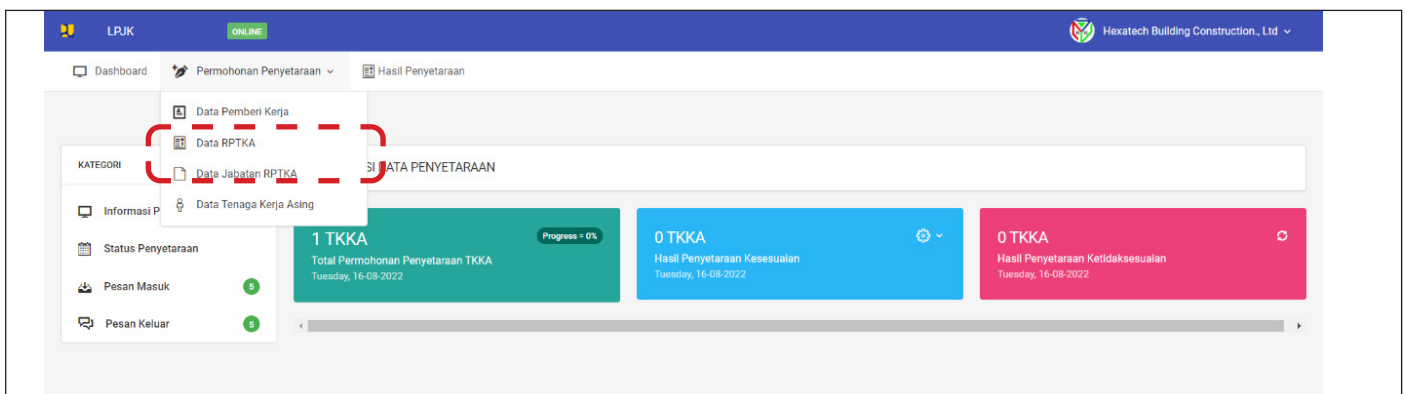 LPJK
ONLINE
Hexatech Building Construction., Ltd
Dashboard
Permohonan Penyetaraan
Hasil Penyetaraan
Data Pemberi Kerja
Data RPTKA
Data Jabatan RPTKA
Data Tenaga Kerja Asing
KATEGORI
SI DATA PENYETARAAN
Informasi P
Status Penyetaraan
Pesan Masuk
5
Pesan Keluar
5
1 TKKA
Progress = 0%
Total Permohonan Penyetaraan TKKA
Tuesday, 16-08-2022
0 TKKA
Hasil Penyetaraan Kesesuaian
Tuesday, 16-08-2022
0 TKKA
Hasil Penyetaraan Ketidaksesuaian
Tuesday, 16-08-2022